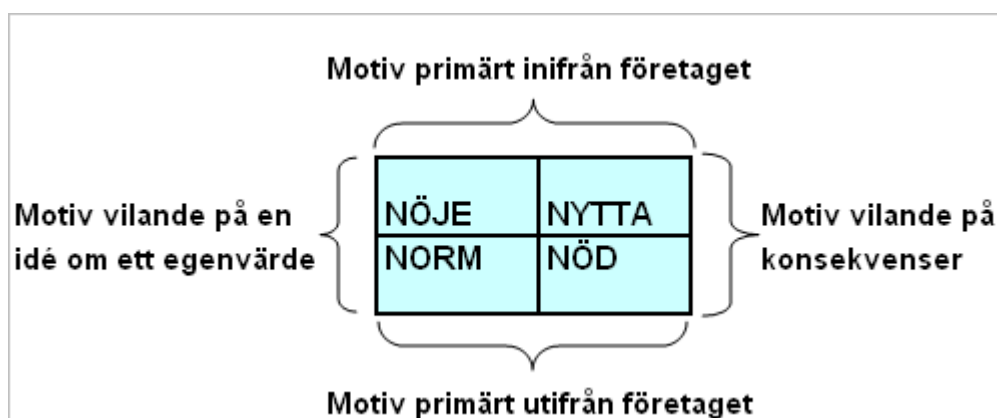 Motiv primärt inifrån företaget
Motiv vilande på en
idé om ett egenvärde
NÖJE NYTTA
NORM NÖD
Motiv vilande på
konsekvenser
Motiv primärt utifrån företaget